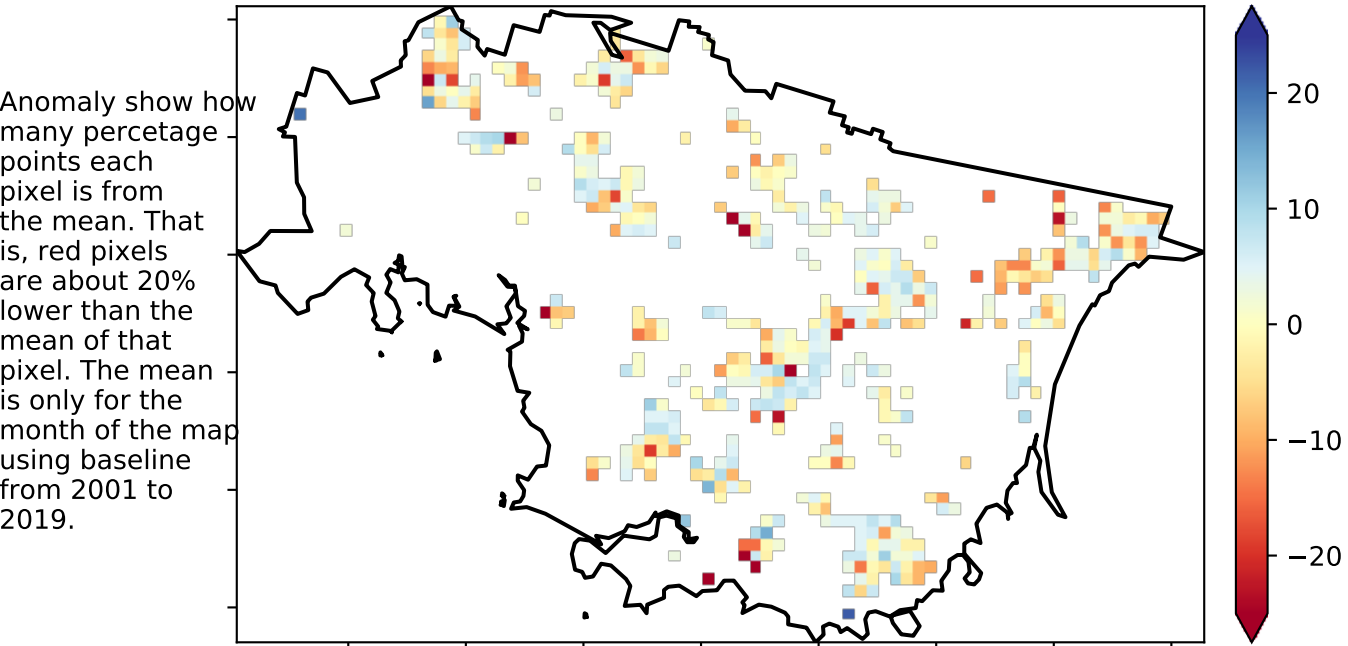 Anomaly show how
many percetage
points each
pixel is from
the mean. That
is, red pixels
are about 20%
lower than the
mean of that
pixel. The mean
is only for the
month of the map
using baseline
from 2001 to
2019.
20
10
0
−10
−20